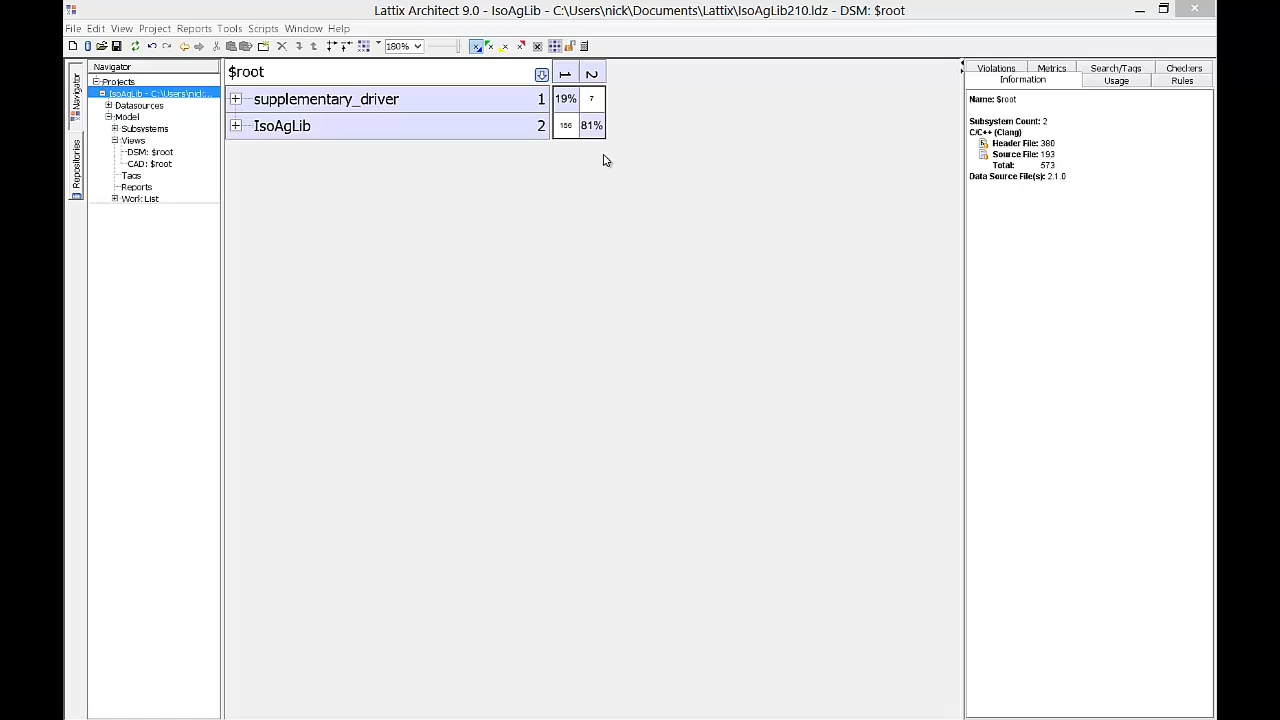 Lattix Architect 9.0 - IsoAgLib - C:\Users\nick\Documents\Lattix\IsoAgLib210.ldz - DSM: $root
File Edit View Project Reports Tools Scripts Window Help
180%
Navigator
Repositories
Navigator
Projects
IsoAgLib - C:\Users\nick:...
Datasources
Model
Subsystems
Views
DSM: $root
CAD: $root
Tags
Reports
Work List
$root 1 2
supplementary_driver 1 19% 7
IsoAgLib 2 156 81%
Violations Metrics Search/Tags Checkers
Information Usage Rules
Name: $root
Subsystem Count: 2
C/C++ (Clang)
Header File: 380
Source File: 193
Total: 573
Data Source File(s): 2.1.0